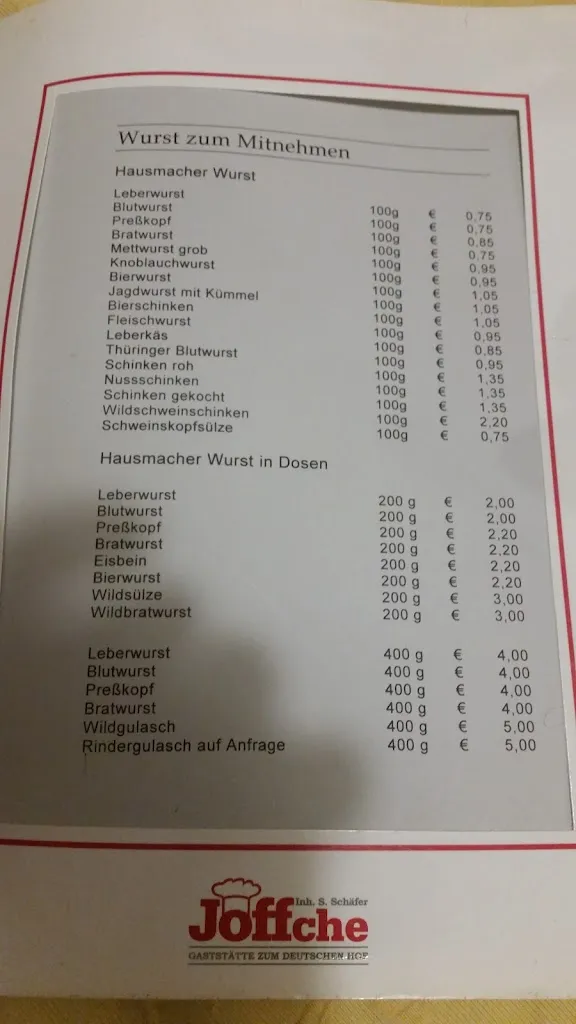 Wurst zum Mitnehmen
Hausmacher Wurst
Leberwurst 100g € 0,75
Blutwurst 100g € 0,75
Preßkopf 100g € 0,85
Bratwurst 100g € 0,75
Mettwurst grob 100g € 0,95
Knoblauchwurst 100g € 0,95
Bierwurst 100g € 1,05
Jagdwurst mit Kümmel 100g € 1,05
Bierschinken 100g € 1,05
Fleischwurst 100g € 0,95
Leberkäs 100g € 0,85
Thüringer Blutwurst 100g € 0,95
Schinken roh 100g € 1,35
Nussschinken 100g € 1,35
Schinken gekocht 100g € 1,35
Wildschweinschinken 100g € 2,20
Schweinskopfsülze 100g € 0,75
Hausmacher Wurst in Dosen
Leberwurst 200 g € 2,00
Blutwurst 200 g € 2,00
Preßkopf 200 g € 2,20
Bratwurst 200 g € 2,20
Eisbein 200 g € 2,20
Bierwurst 200 g € 2,20
Wildsülze 200 g € 3,00
Wildbratwurst 200 g € 3,00
Leberwurst 400 g € 4,00
Blutwurst 400 g € 4,00
Preßkopf 400 g € 4,00
Bratwurst 400 g € 4,00
Wildgulasch 400 g € 5,00
Rindergulasch auf Anfrage 400 g € 5,00
Inh. S. Schäfer
Joffche
GASTSTÄTTE ZUM DEUTSCHEN HOF